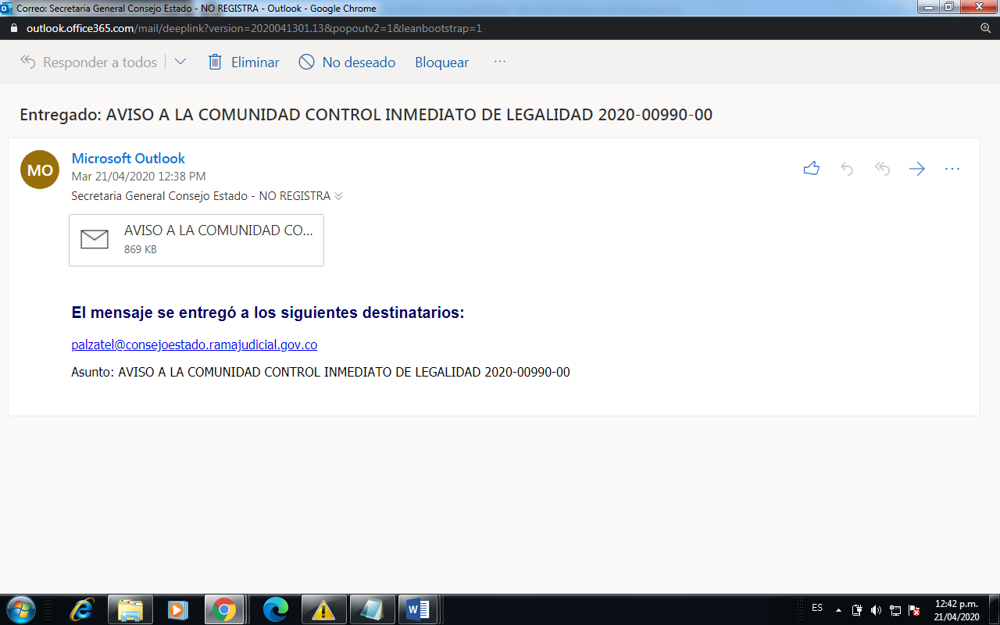 Correo: Secretaria General Consejo Estado - NO REGISTRA - Outlook - Google Chrome
outlook.office365.com/mail/deeplink?version=2020041301.13&popoutv2=1&leanbootstrap=1
Responder a todos Eliminar No deseado Bloquear ...
Entregado: AVISO A LA COMUNIDAD CONTROL INMEDIATO DE LEGALIDAD 2020-00990-00
MO
Microsoft Outlook
Mar 21/04/2020 12:38 PM
Secretaria General Consejo Estado - NO REGISTRA
AVISO A LA COMUNIDAD CO...
869 KB
El mensaje se entregó a los siguientes destinatarios:
palzatel@consejoestado.ramajudicial.gov.co
Asunto: AVISO A LA COMUNIDAD CONTROL INMEDIATO DE LEGALIDAD 2020-00990-00
ES
12:42 p.m.
21/04/2020